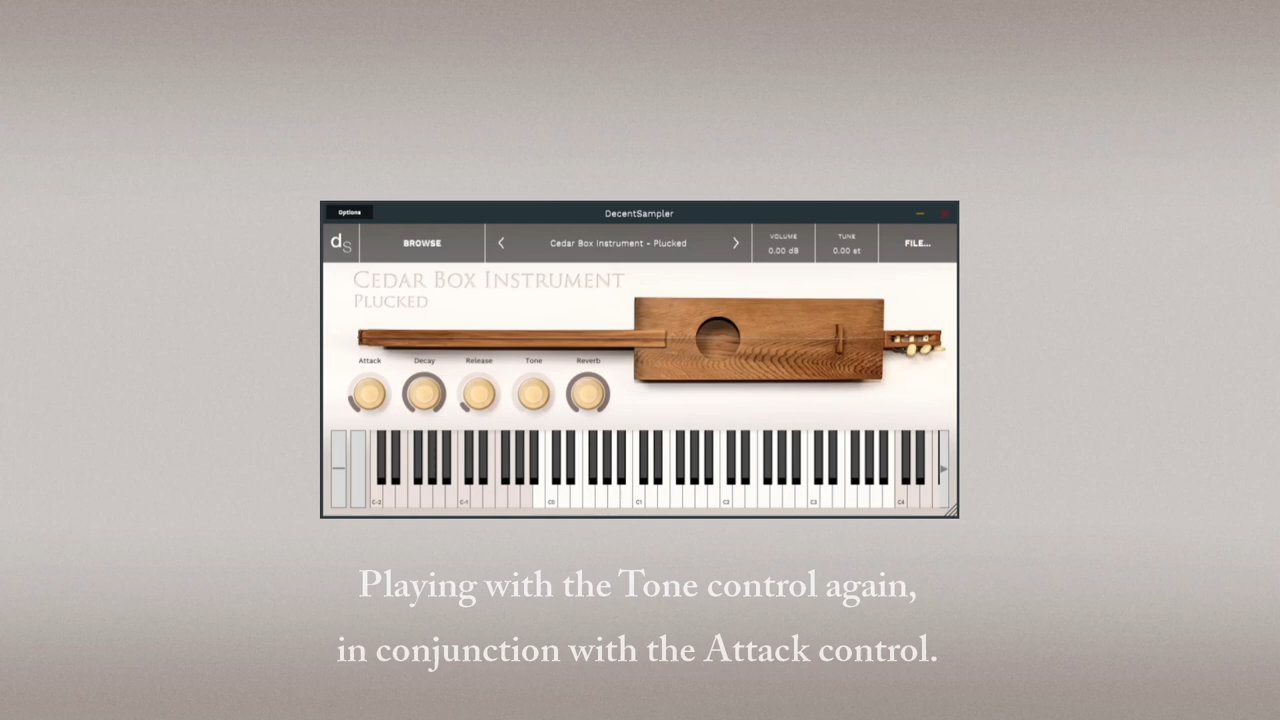 Options
DecentSampler
ds
BROWSE
Cedar Box Instrument - Plucked
VOLUME
0.00 dB
TUNE
0.00 st
FILE...
CEDAR BOX INSTRUMENT
PLUCKED
Attack
Decay
Release
Tone
Reverb
C-2
C-1
C0
C1
C2
C3
C4
Playing with the Tone control again,
in conjunction with the Attack control.